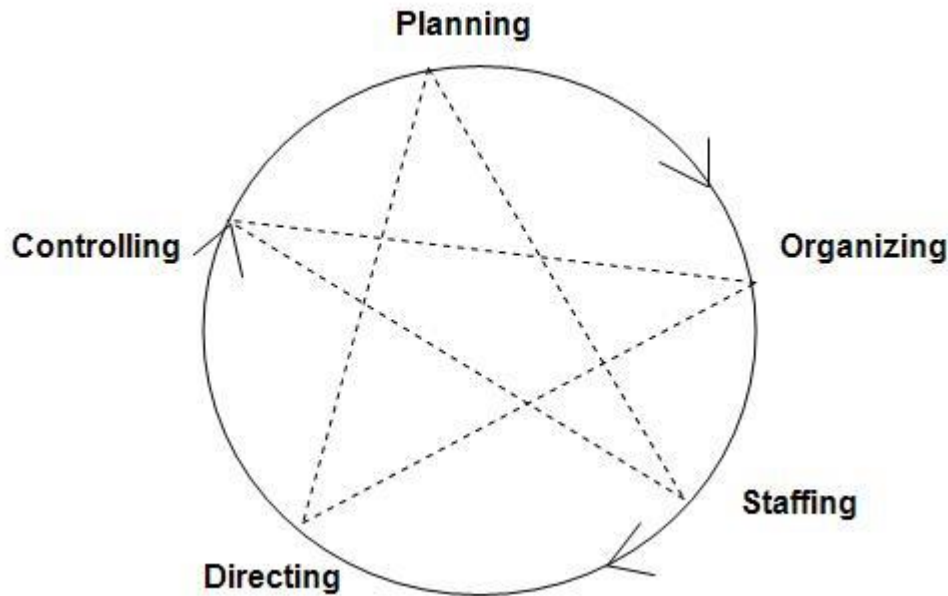 Planning
Controlling
Organizing
Staffing
Directing